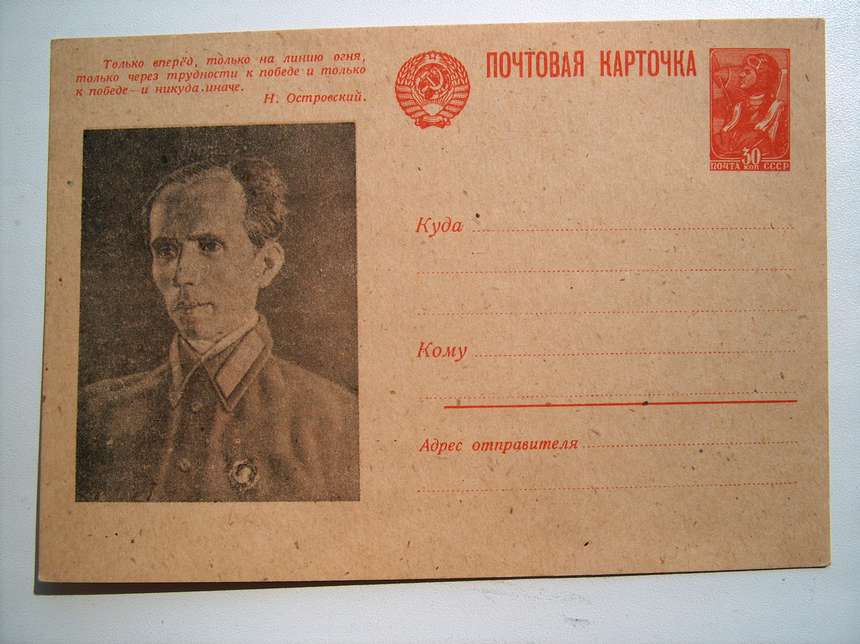 Только вперёд, только на линию огня,
только через трудности к победе и только
к победе — и никуда иначе.
Н. Островский.
ПОЧТОВАЯ КАРТОЧКА
30
ПОЧТА КОП СССР
Куда
Кому
Адрес отправителя